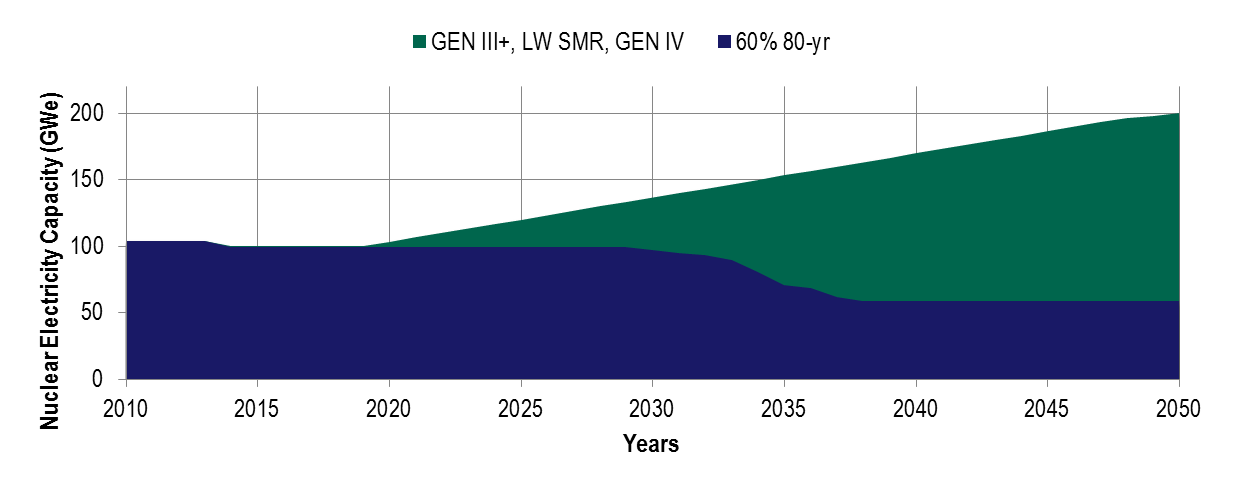 GEN III+, LW SMR, GEN IV 60% 80-yr
Nuclear Electricity Capacity (GWe)
200
150
100
50
0
2010 2015 2020 2025 2030 2035 2040 2045 2050
Years